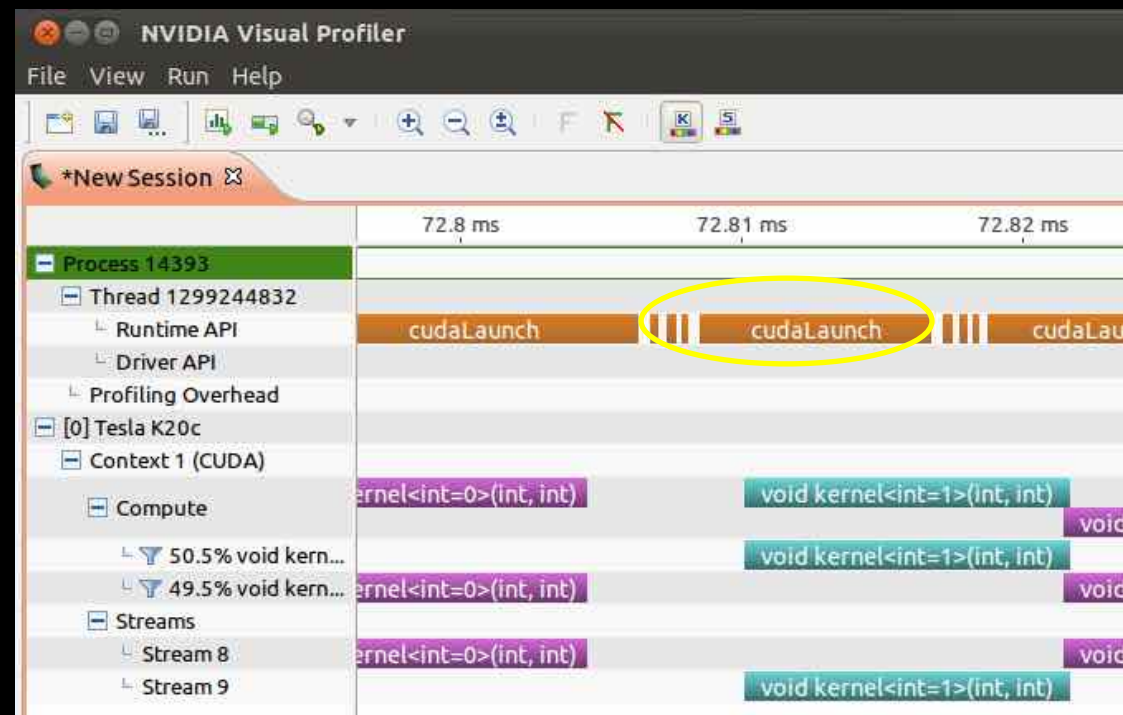 NVIDIA Visual Profiler
File View Run Help
F K S
*New Session
72.8 ms 72.81 ms 72.82 ms
Process 14393
Thread 1299244832
Runtime API cudaLaunch cudaLaunch cudaLau
Driver API
Profiling Overhead
[0] Tesla K20c
Context 1 (CUDA)
ernel<int=0>(int, int) void kernel<int=1>(int, int)
Compute
void
50.5% void kern... void kernel<int=1>(int, int)
49.5% void kern... ernel<int=0>(int, int) void
Streams
Stream 8 ernel<int=0>(int, int) void
Stream 9 void kernel<int=1>(int, int)